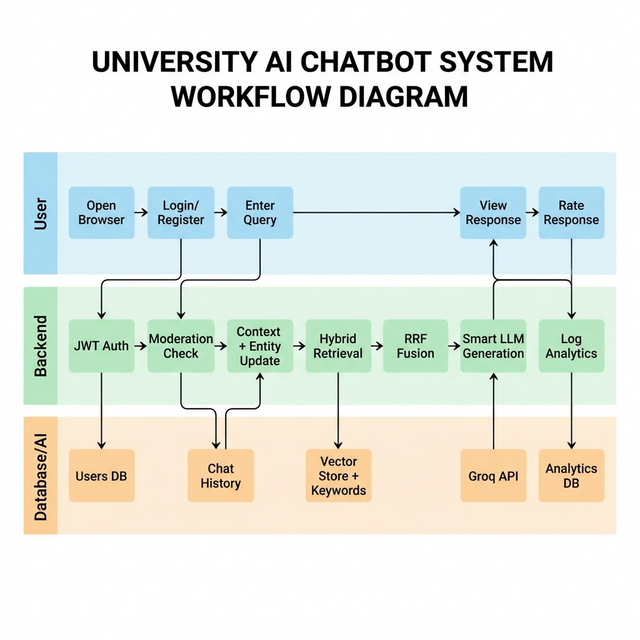 UNIVERSITY AI CHATBOT SYSTEM
WORKFLOW DIAGRAM
User
Open
Browser
Login/
Register
Enter
Query
View
Response
Rate
Response
Backend
JWT Auth
Moderation
Check
Context
+ Entity
Update
Hybrid
Retrieval
RRF
Fusion
Smart LLM
Generation
Log
Analytics
Database/AI
Users DB
Chat
History
Vector
Store +
Keywords
Groq API
Analytics
DB